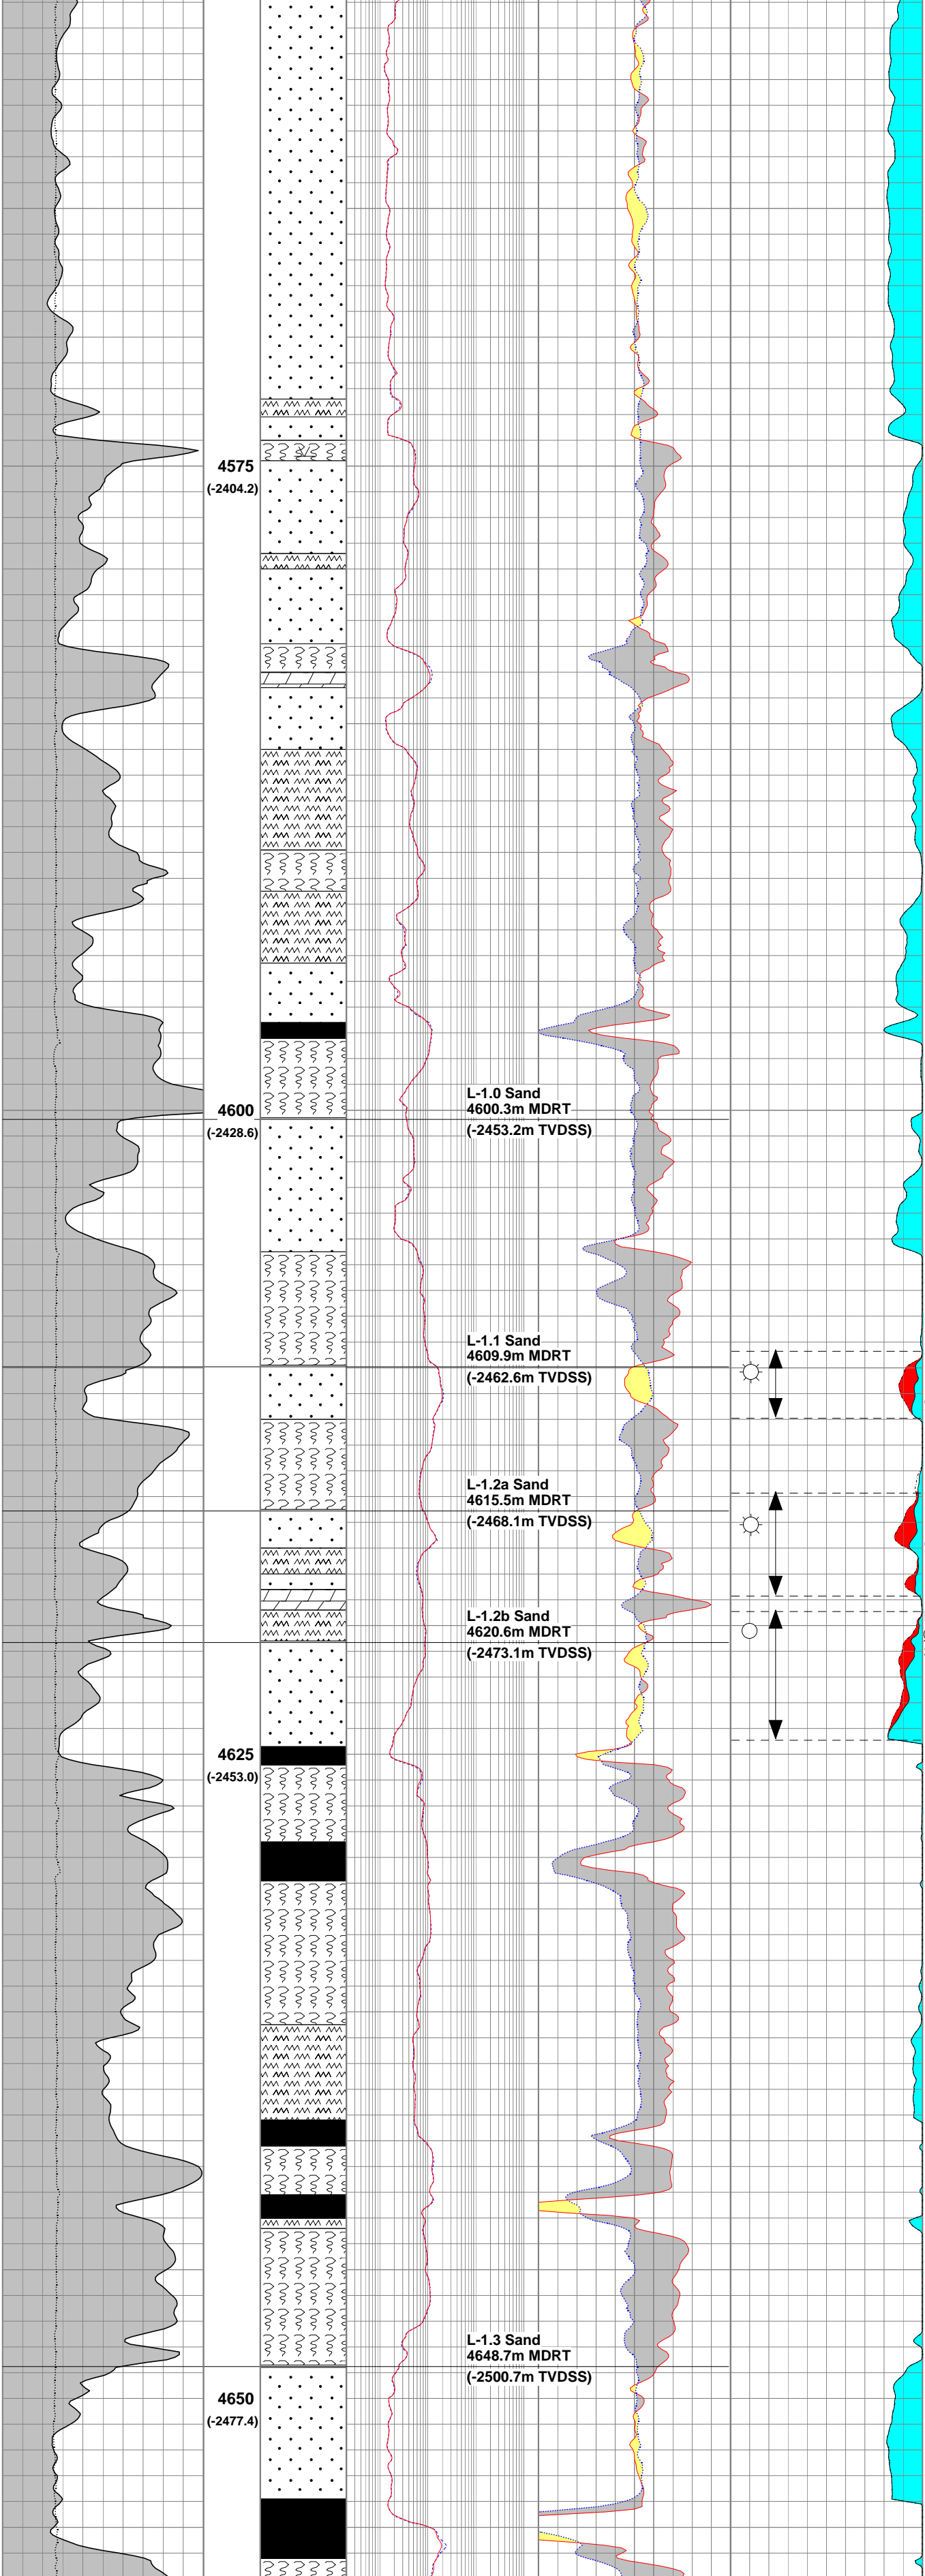 4575
(-2404.2)
4600
(-2428.6)
L-1.0 Sand
4600.3m MDRT
(-2453.2m TVDSS)
L-1.1 Sand
4609.9m MDRT
(-2462.6m TVDSS)
L-1.2a Sand
4615.5m MDRT
(-2468.1m TVDSS)
L-1.2b Sand
4620.6m MDRT
(-2473.1m TVDSS)
4625
(-2453.0)
L-1.3 Sand
4648.7m MDRT
(-2500.7m TVDSS)
4650
(-2477.4)